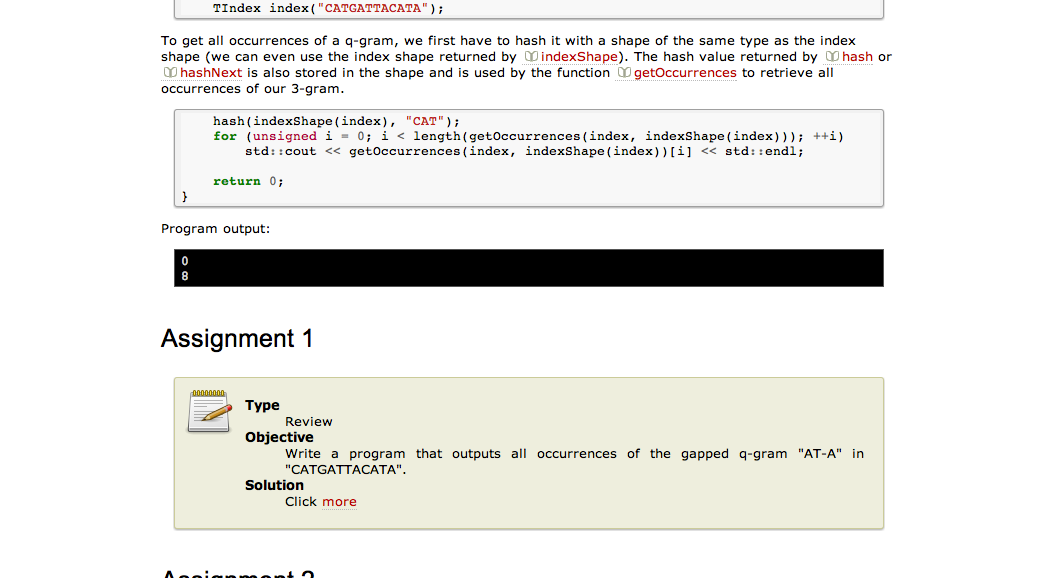 TIndex index("CATGATTACATA");
To get all occurrences of a q-gram, we first have to hash it with a shape of the same type as the index
shape (we can even use the index shape returned by indexShape). The hash value returned by hash or
hashNext is also stored in the shape and is used by the function getOccurrences to retrieve all
occurrences of our 3-gram.
hash(indexShape(index), "CAT");
for (unsigned i = 0; i < length(getOccurrences(index, indexShape(index))); ++i)
std::cout << getOccurrences(index, indexShape(index))[i] << std::endl;
return 0;
}
Program output:
0
8
Assignment 1
Type
Review
Objective
Write a program that outputs all occurrences of the gapped q-gram "AT-A" in
"CATGATTACATA".
Solution
Click more
Assignment 2